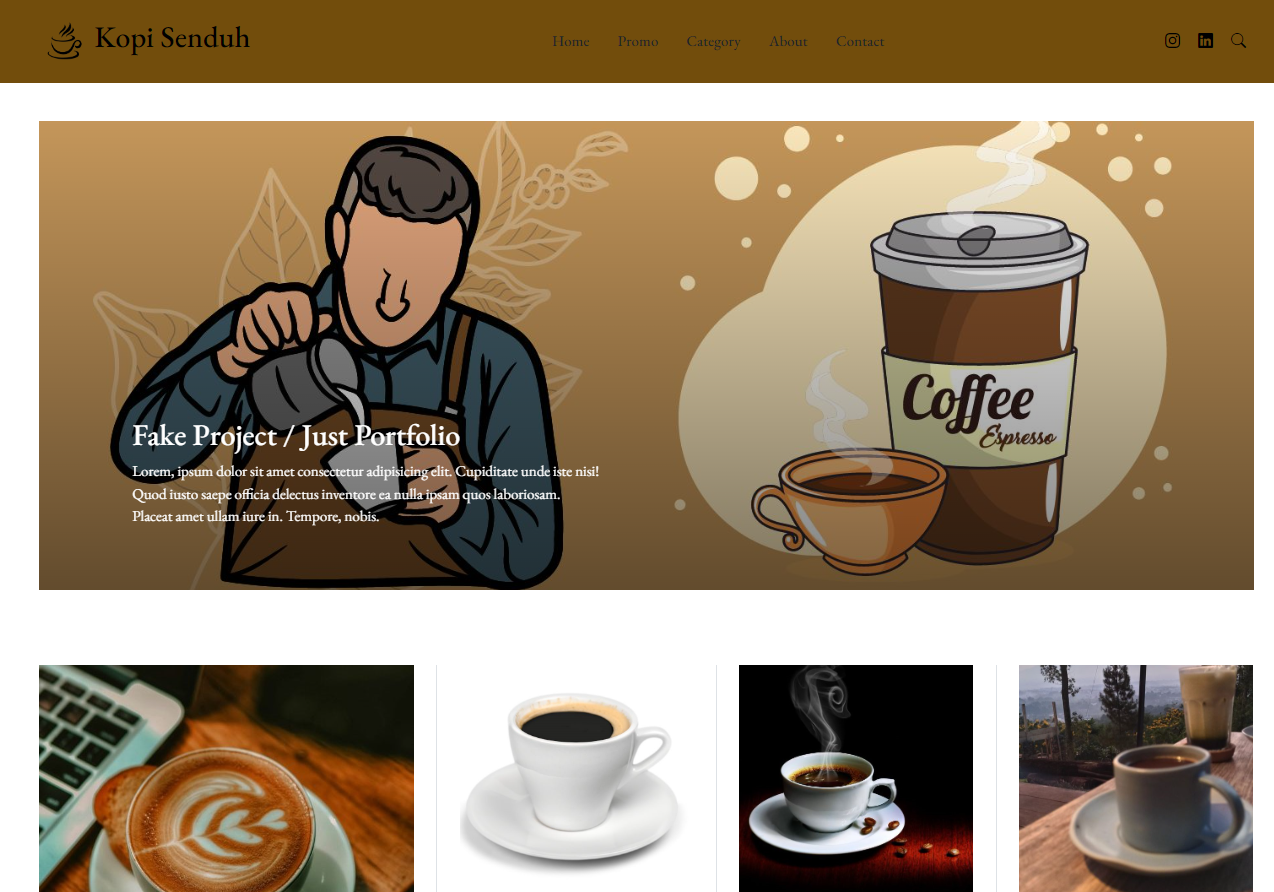 Kopi Senduh
Home Promo Category About Contact
Fake Project / Just Portfolio
Lorem, ipsum dolor sit amet consectetur adipisicing elit. Cupiditate unde iste nisi!
Quod iusto saepe officia delectus inventore ea nulla ipsam quos laboriosam.
Placeat amet ullam iure in. Tempore, nobis.
Coffee
Espresso